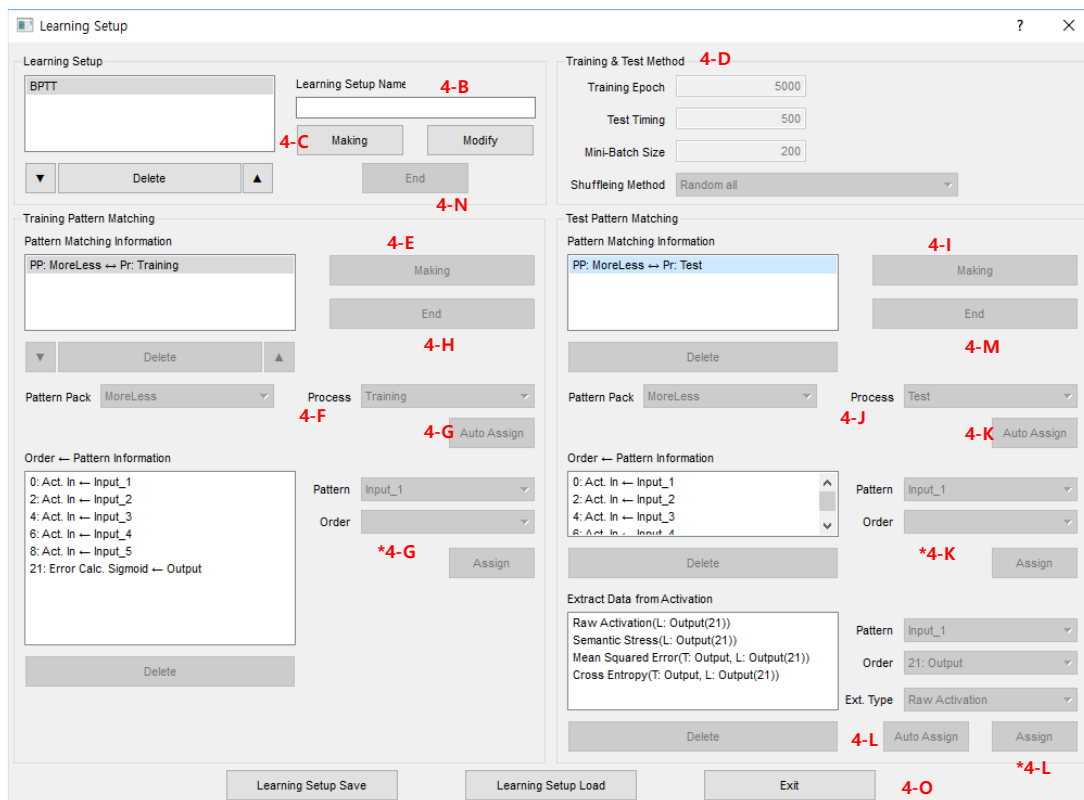 Learning Setup
? ×
Learning Setup
BPTT
Learning Setup Name
4-B
4-C
Making
Modify
▼
Delete
▲
End
4-N
Training & Test Method
4-D
Training Epoch
5000
Test Timing
500
Mini-Batch Size
200
Shuffleing Method
Random all
Training Pattern Matching
Pattern Matching Information
PP: MoreLess ↔ Pr: Training
4-E
Making
End
4-H
▼
Delete
▲
Pattern Pack
MoreLess
4-F
Process
Training
4-G
Auto Assign
Order ← Pattern Information
0: Act. In ← Input_1
2: Act. In ← Input_2
4: Act. In ← Input_3
6: Act. In ← Input_4
8: Act. In ← Input_5
21: Error Calc. Sigmoid ← Output
Pattern
Input_1
Order
*4-G
Assign
Delete
Test Pattern Matching
Pattern Matching Information
PP: MoreLess ↔ Pr: Test
4-I
Making
End
4-M
Delete
Pattern Pack
MoreLess
4-J
Process
Test
4-K
Auto Assign
Order ← Pattern Information
0: Act. In ← Input_1
2: Act. In ← Input_2
4: Act. In ← Input_3
6: Act. In ← Input_4
Pattern
Input_1
Order
*4-K
Delete
Assign
Extract Data from Activation
Raw Activation(L: Output(21))
Semantic Stress(L: Output(21))
Mean Squared Error(T: Output, L: Output(21))
Cross Entropy(T: Output, L: Output(21))
Pattern
Input_1
Order
21: Output
Ext. Type
Raw Activation
Delete
4-L
Auto Assign
Assign
*4-L
Learning Setup Save
Learning Setup Load
Exit
4-O